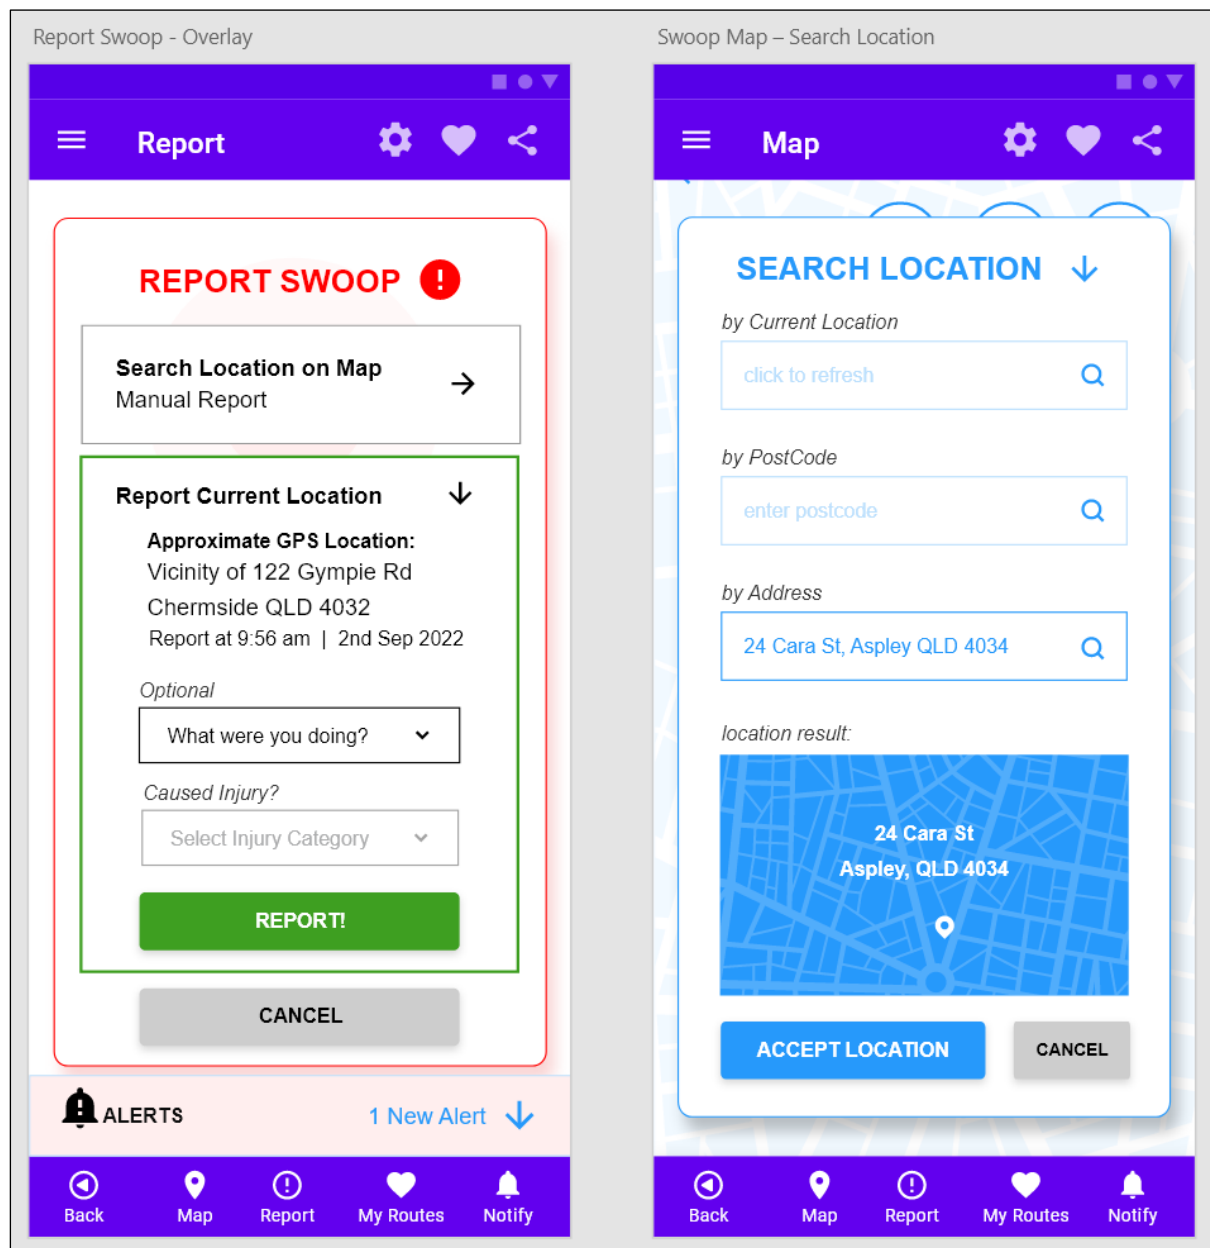 Report Swoop - Overlay
Report
REPORT SWOOP
Search Location on Map
Manual Report
Report Current Location
Approximate GPS Location:
Vicinity of 122 Gympie Rd
Chermside QLD 4032
Report at 9:56 am | 2nd Sep 2022
Optional
What were you doing?
Caused Injury?
Select Injury Category
REPORT!
CANCEL
ALERTS
1 New Alert
Back
Map
Report
My Routes
Notify
Swoop Map – Search Location
Map
SEARCH LOCATION
by Current Location
click to refresh
by PostCode
enter postcode
by Address
24 Cara St, Aspley QLD 4034
location result:
24 Cara St
Aspley, QLD 4034
ACCEPT LOCATION
CANCEL
Back
Map
Report
My Routes
Notify